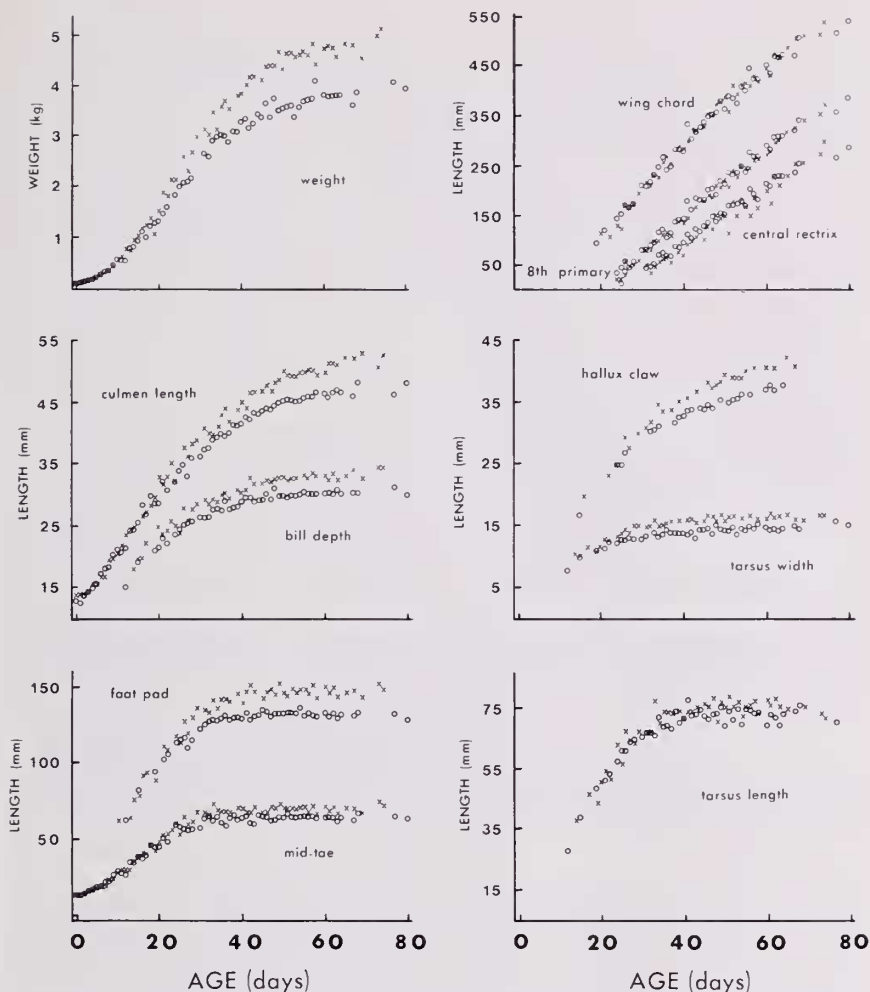 5
4
3
2
1
WEIGHT (kg)
weight
550
450
350
250
150
50
LENGTH (mm)
wing chord
central rectrix
8th primary
55
45
35
25
15
LENGTH (mm)
culmen length
bill depth
45
35
25
15
5
LENGTH (mm)
hallux claw
tarsus width
150
100
50
LENGTH (mm)
faat pad
mid-tae
0 20 40 60 80
AGE (days)
75
55
35
15
LENGTH (mm)
tarsus length
0 20 40 60 80
AGE (days)